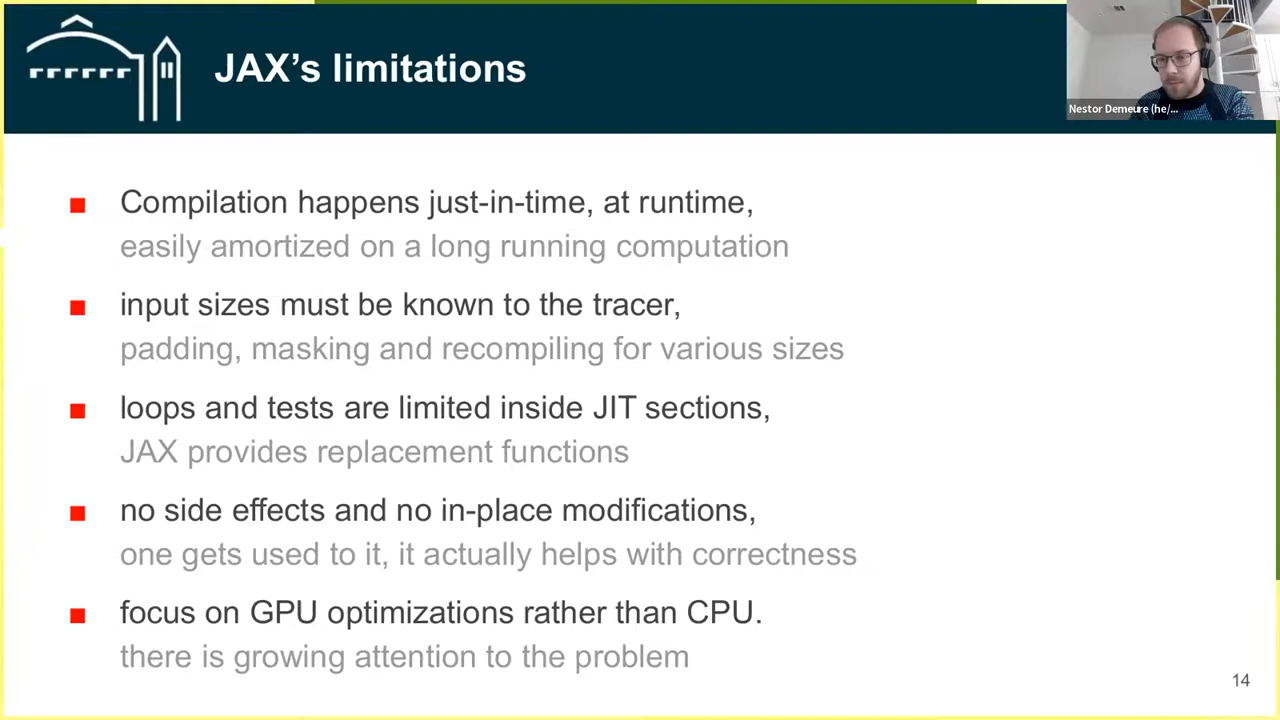 JAX's limitations
Nestor Demeure (he/...
Compilation happens just-in-time, at runtime,
easily amortized on a long running computation
input sizes must be known to the tracer,
padding, masking and recompiling for various sizes
loops and tests are limited inside JIT sections,
JAX provides replacement functions
no side effects and no in-place modifications,
one gets used to it, it actually helps with correctness
focus on GPU optimizations rather than CPU.
there is growing attention to the problem
14